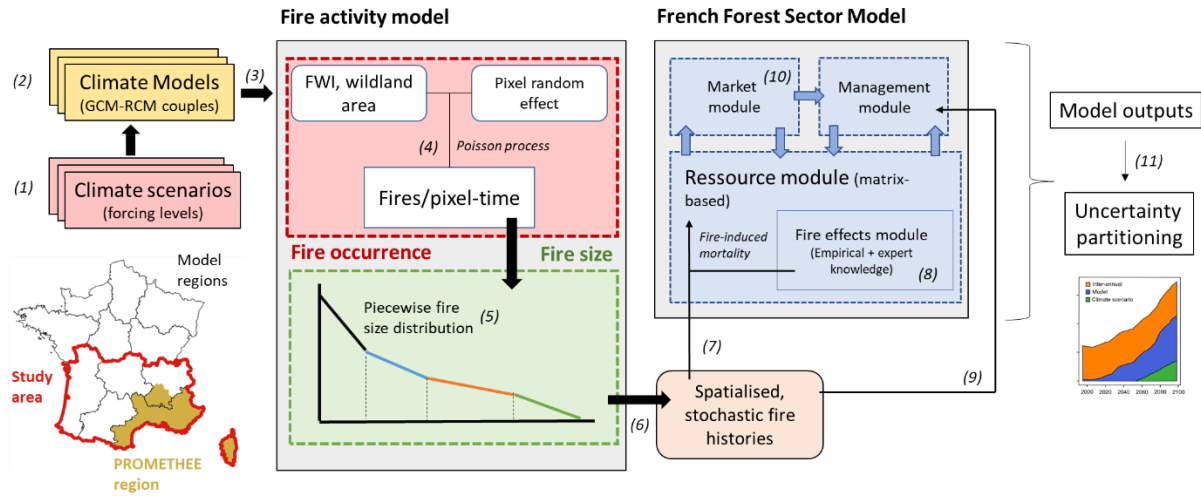 Fire activity model
French Forest Sector Model
(2)
Climate Models
(GCM-RCM couples)
(3)
(1)
Climate scenarios
(forcing levels)
FWI, wildland
area
Pixel random
effect
(4)
Poisson process
Fires/pixel-time
Fire occurrence
Fire size
Piecewise fire
size distribution
(5)
(6)
Market
module
(10)
Management
module
Ressource module (matrix-
based)
Fire-induced
mortality
Fire effects module
(Empirical + expert
knowledge)
(8)
(7)
(9)
Spatialised,
stochastic fire
histories
Model outputs
(11)
Uncertainty
partitioning
Inter-annual
Model
Climate scenario
2000 2020 2040 2060 2080 2100
Model
regions
Study
area
PROMETHEE
region